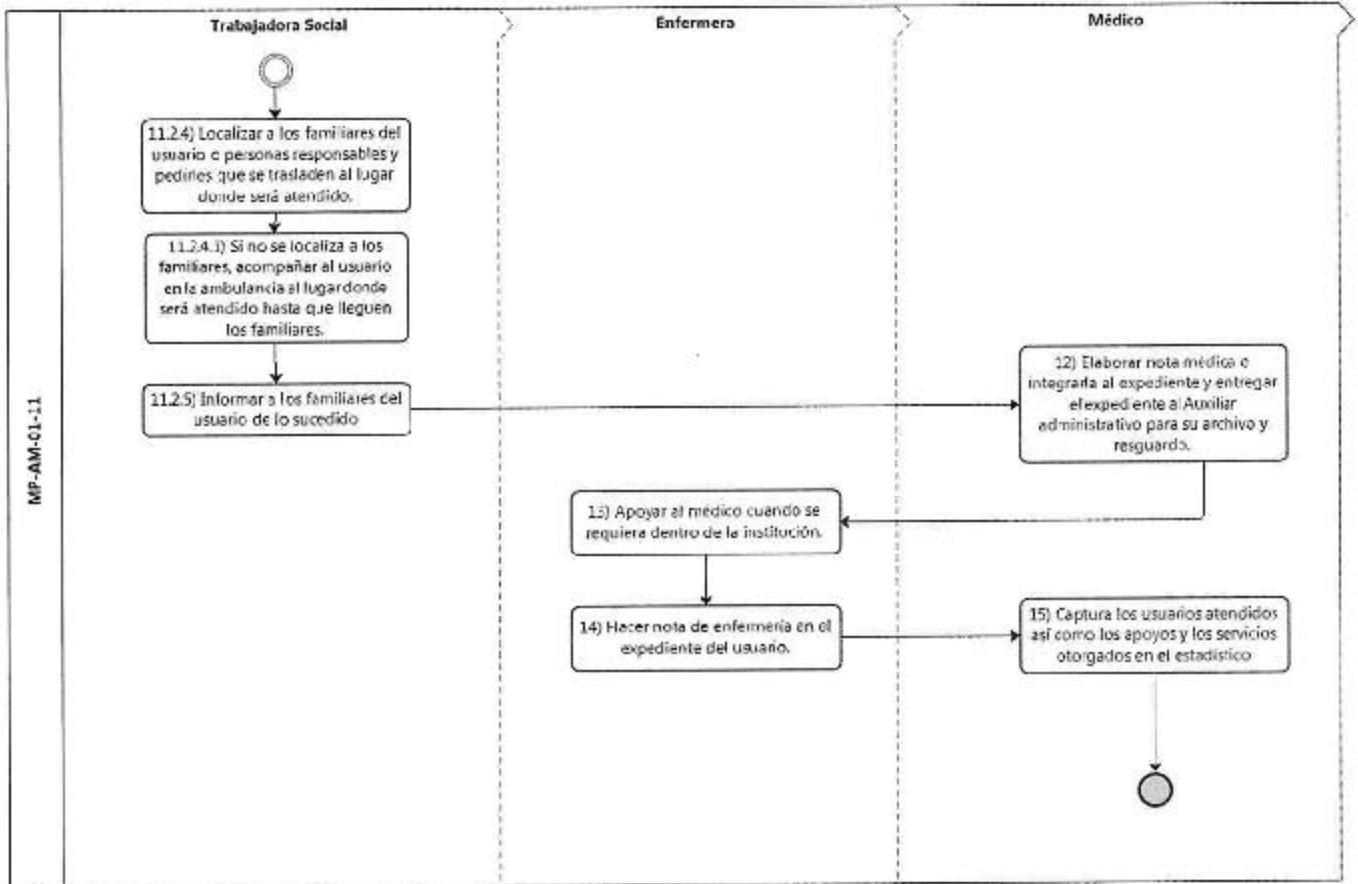 Trabajadora Social
Enfermera
Médico
MP-AM-01-11
11.2.4) Localizar a los familiares del
usuario o personas responsables y
pedirles que se trasladen al lugar
donde será atendido.
11.2.4.1) Si no se localiza a los
familiares, acompañar al usuario
en la ambulancia al lugar donde
será atendido hasta que lleguen
los familiares.
11.2.5) Informar a los familiares del
usuario de lo sucedido
12) Elaborar nota médica e
integrarla al expediente y entregar
el expediente al Auxiliar
administrativo para su archivo y
resguardo.
13) Apoyar al médico cuando se
requiera dentro de la institución.
14) Hacer nota de enfermería en el
expediente del usuario.
15) Captura los usuarios atendidos
así como los apoyos y los servicios
otorgados en el estadístico